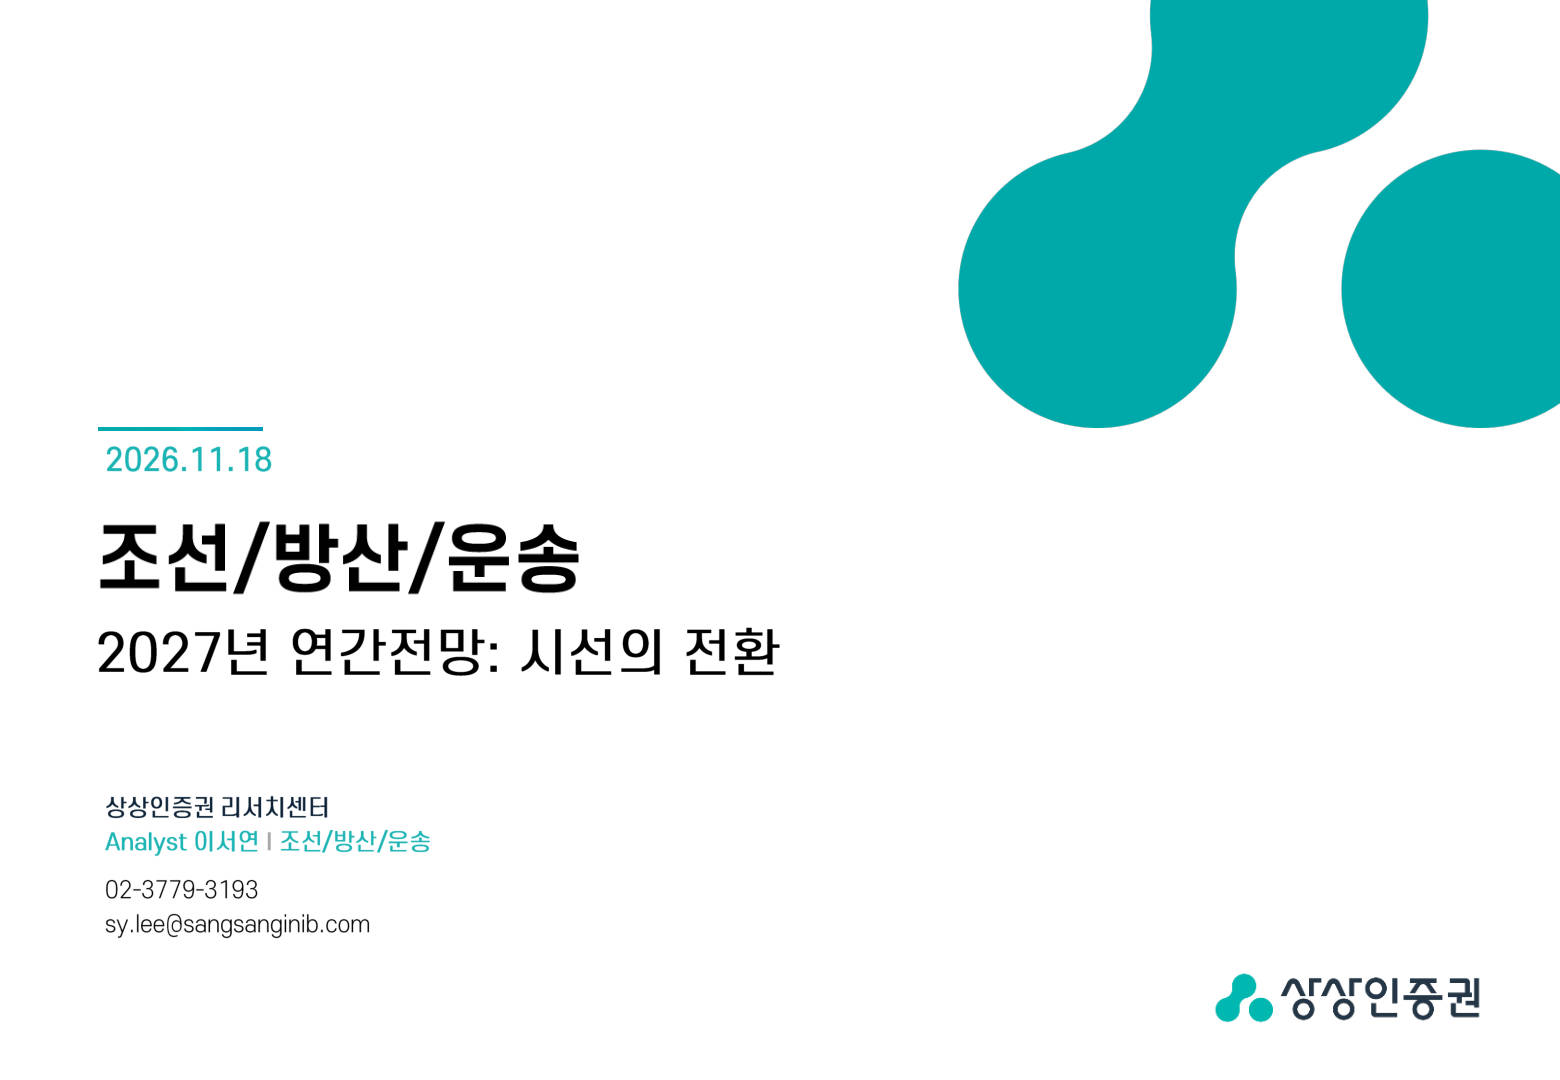 2026.11.18
조선/방산/운송
2027년 연간전망: 시선의 전환
상상인증권 리서치센터
Analyst 이서연 | 조선/방산/운송
02-3779-3193
sy.lee@sangsanginib.com
상상인증권